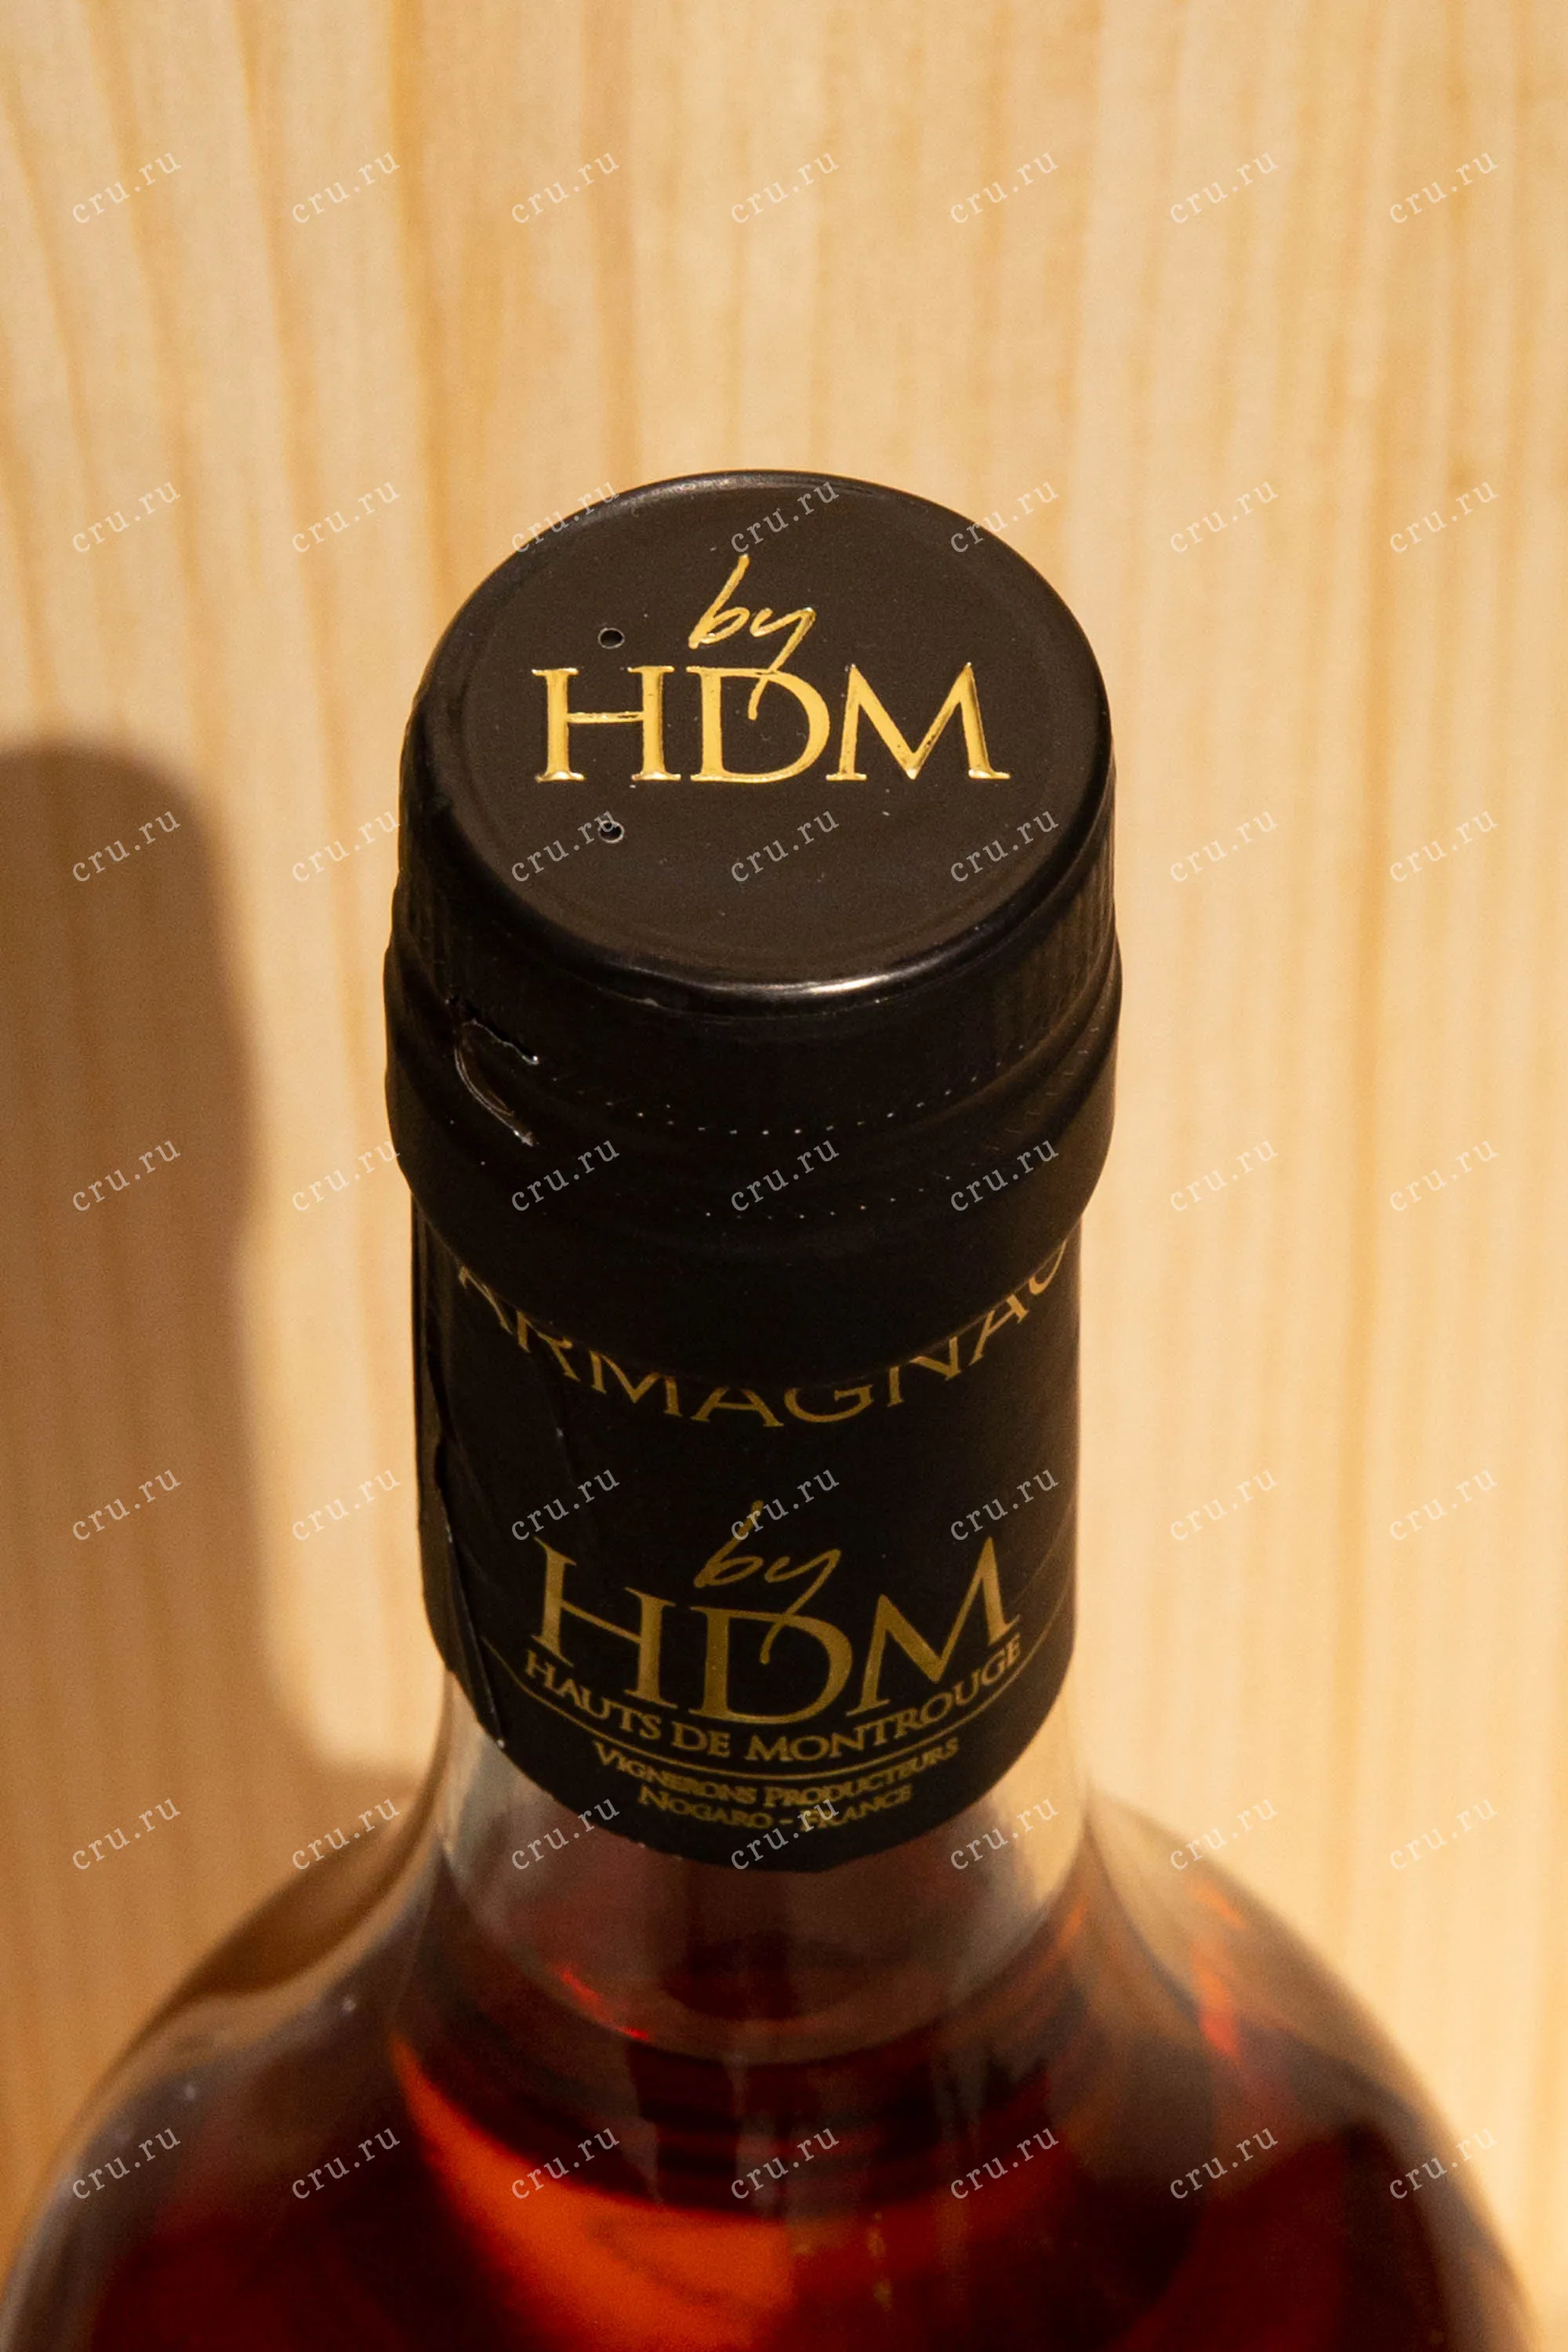 by
HDM
ARMAGNAC
by
HDM
HAUTS DE MONTROUGE
VIGNERONS PRODUCTEURS
NOGARO - FRANCE
cru.ru